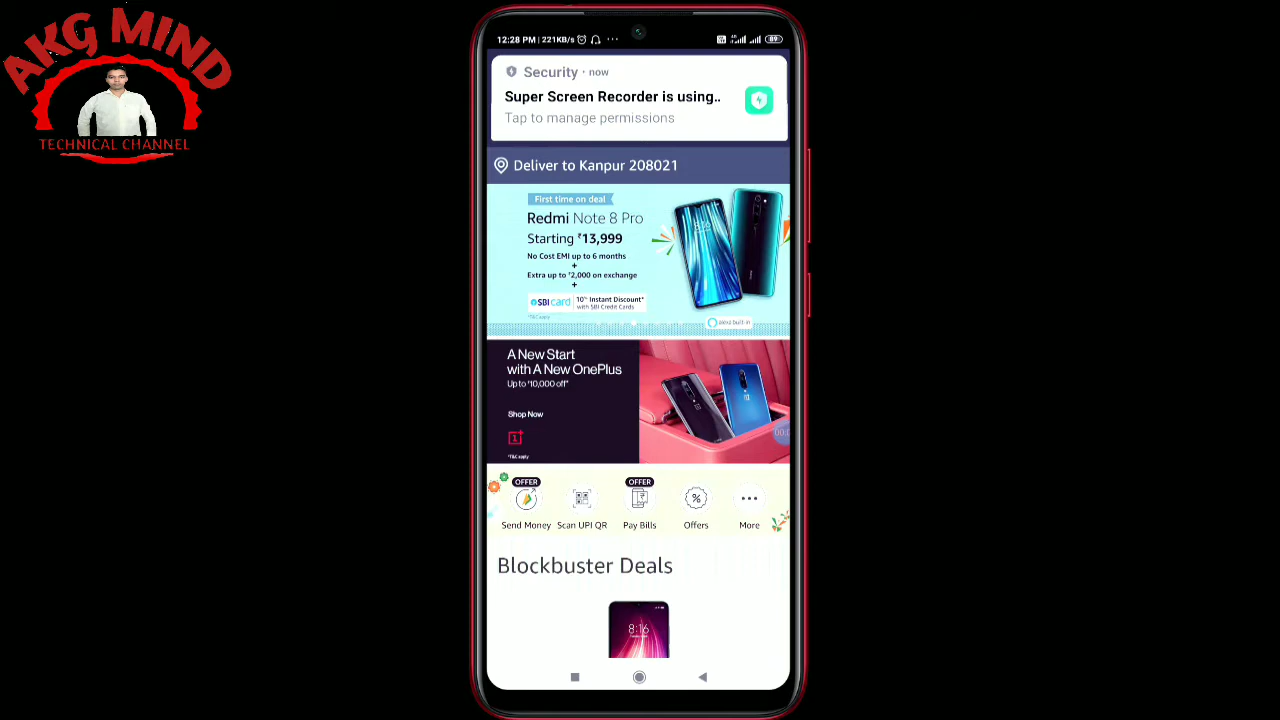 AKG MIND
TECHNICAL CHANNEL
12:28 PM | 221KB/s ... 89
Security · now
Super Screen Recorder is using..
Tap to manage permissions
Deliver to Kanpur 208021
First time on deal
Redmi Note 8 Pro
Starting ₹13,999
No Cost EMI up to 6 months
+
Extra up to ₹2,000 on exchange
+
SBI card 10% Instant Discount*
with SBI Credit Cards
*T&C apply
alexa built-in
A New Start
with A New OnePlus
Up to ₹10,000 off*
Shop Now
*T&C apply
OFFER OFFER
Send Money Scan UPI QR Pay Bills Offers More
Blockbuster Deals
8:16